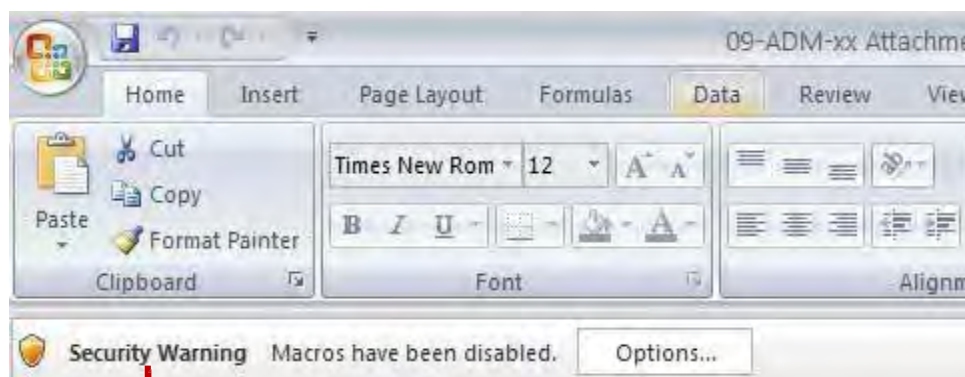 09-ADM-xx Attachme
Home Insert Page Layout Formulas Data Review View
Cut
Copy
Paste
Format Painter
Clipboard
Times New Rom 12 A A
B I U A
Font
Alignm
Security Warning Macros have been disabled. Options...